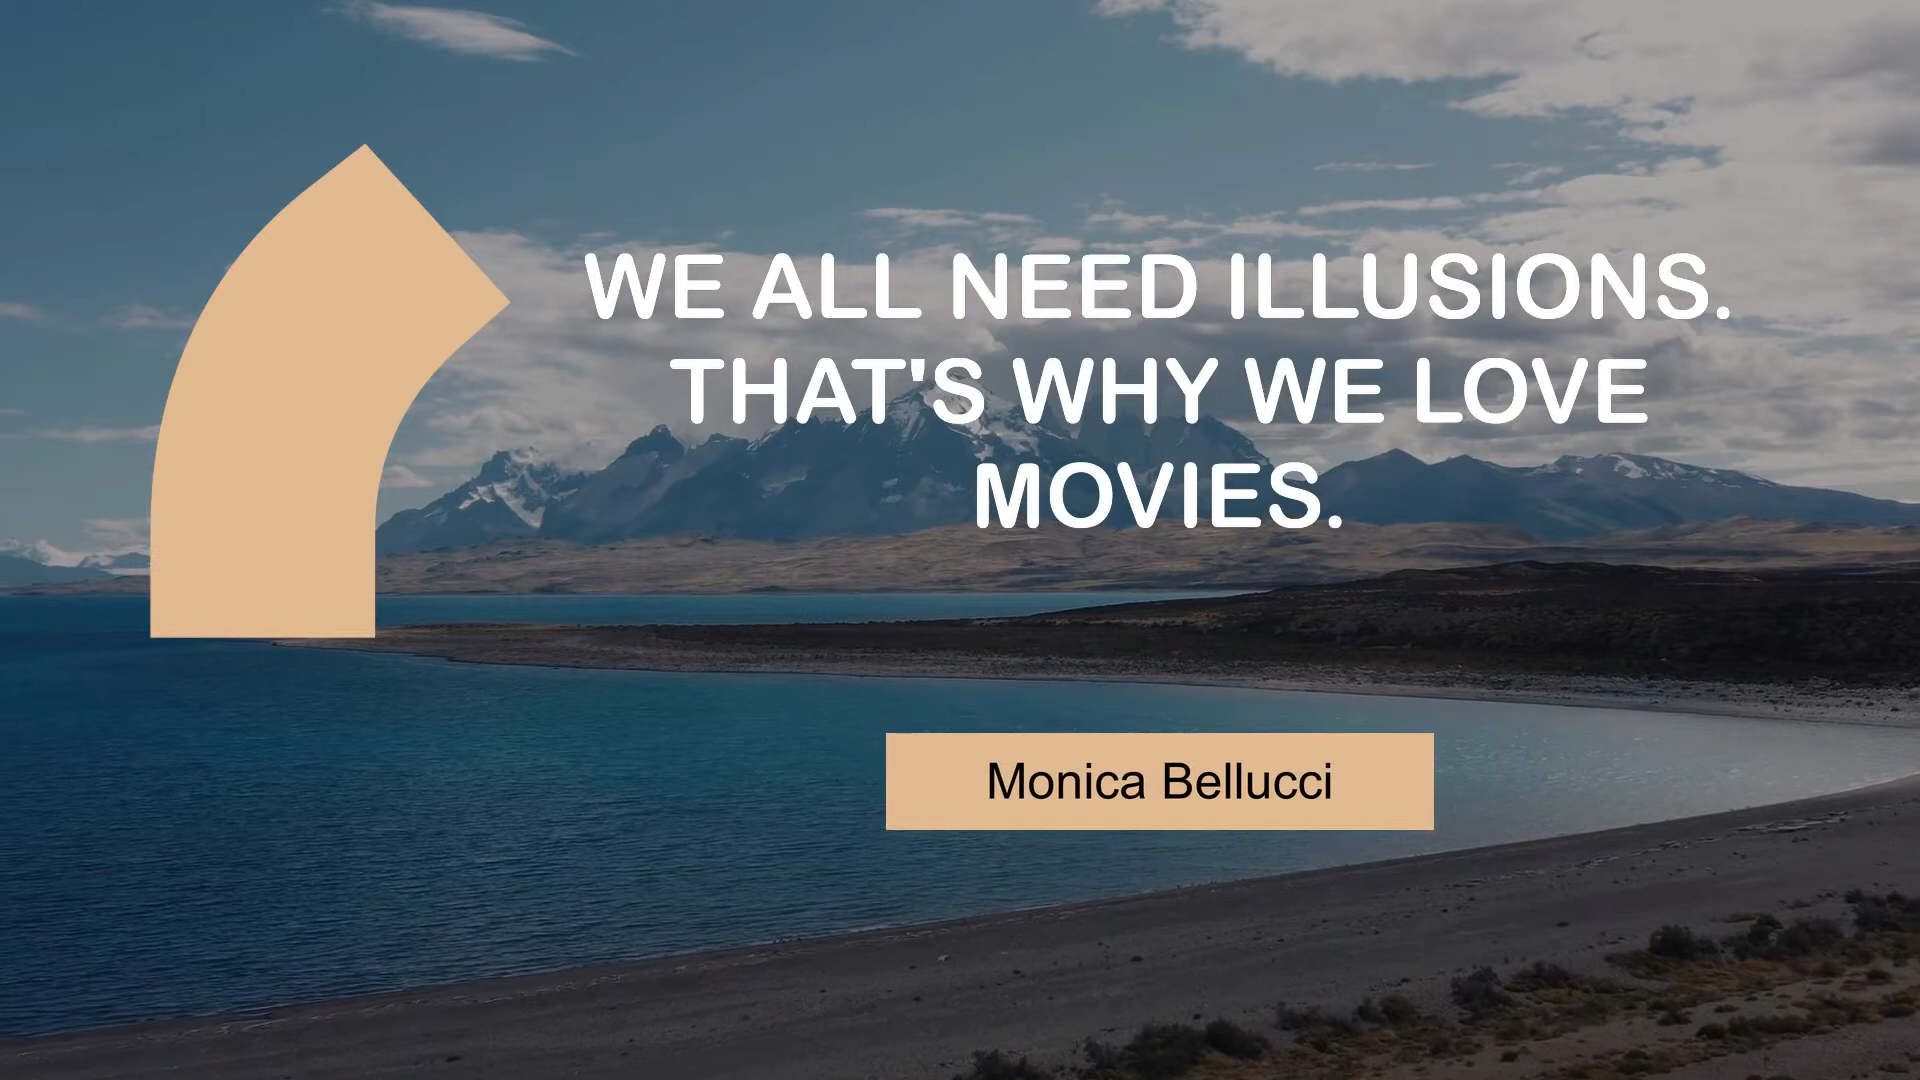 WE ALL NEED ILLUSIONS.
THAT'S WHY WE LOVE
MOVIES.
Monica Bellucci